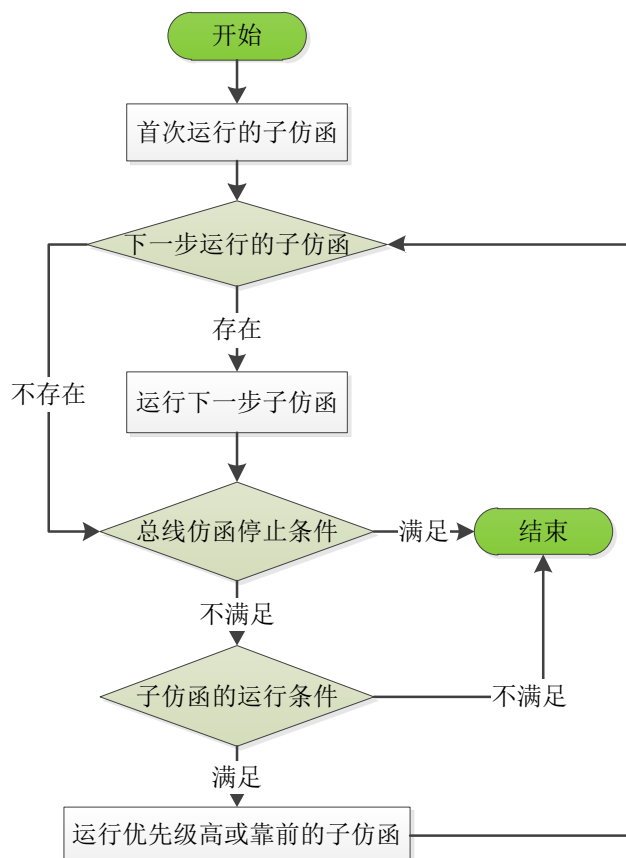 开始
首次运行的子仿函
下一步运行的子仿函
存在
不存在
运行下一步子仿函
总线仿函停止条件
满足
结束
不满足
子仿函的运行条件
不满足
满足
运行优先级高或靠前的子仿函